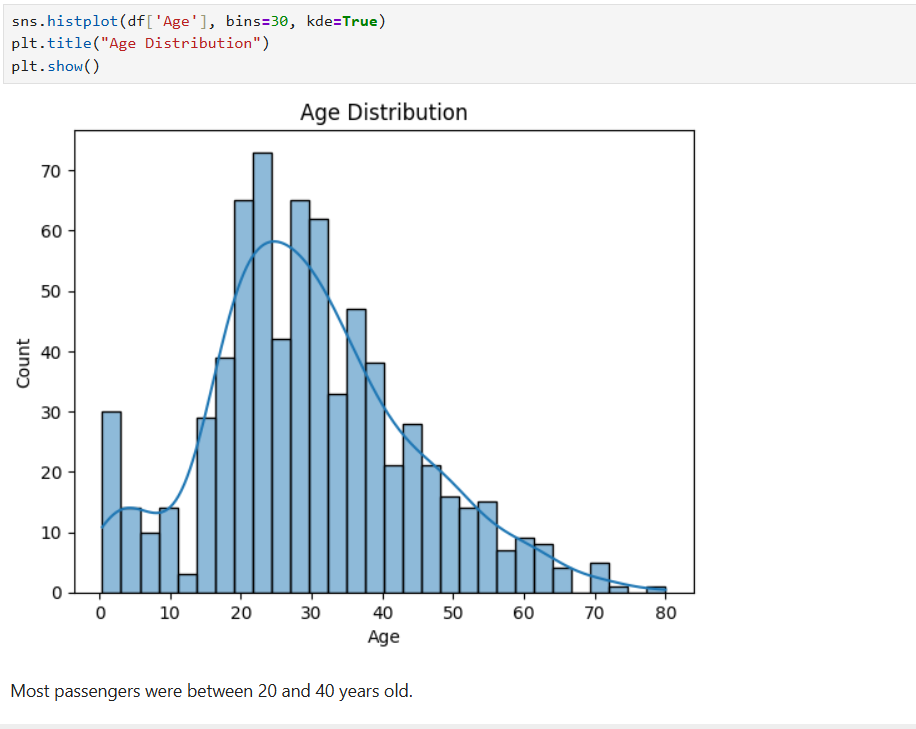 sns.histplot(df['Age'], bins=30, kde=True)
plt.title("Age Distribution")
plt.show()
Age Distribution
70
60
50
40
30
20
10
0
Count
0 10 20 30 40 50 60 70 80
Age
Most passengers were between 20 and 40 years old.